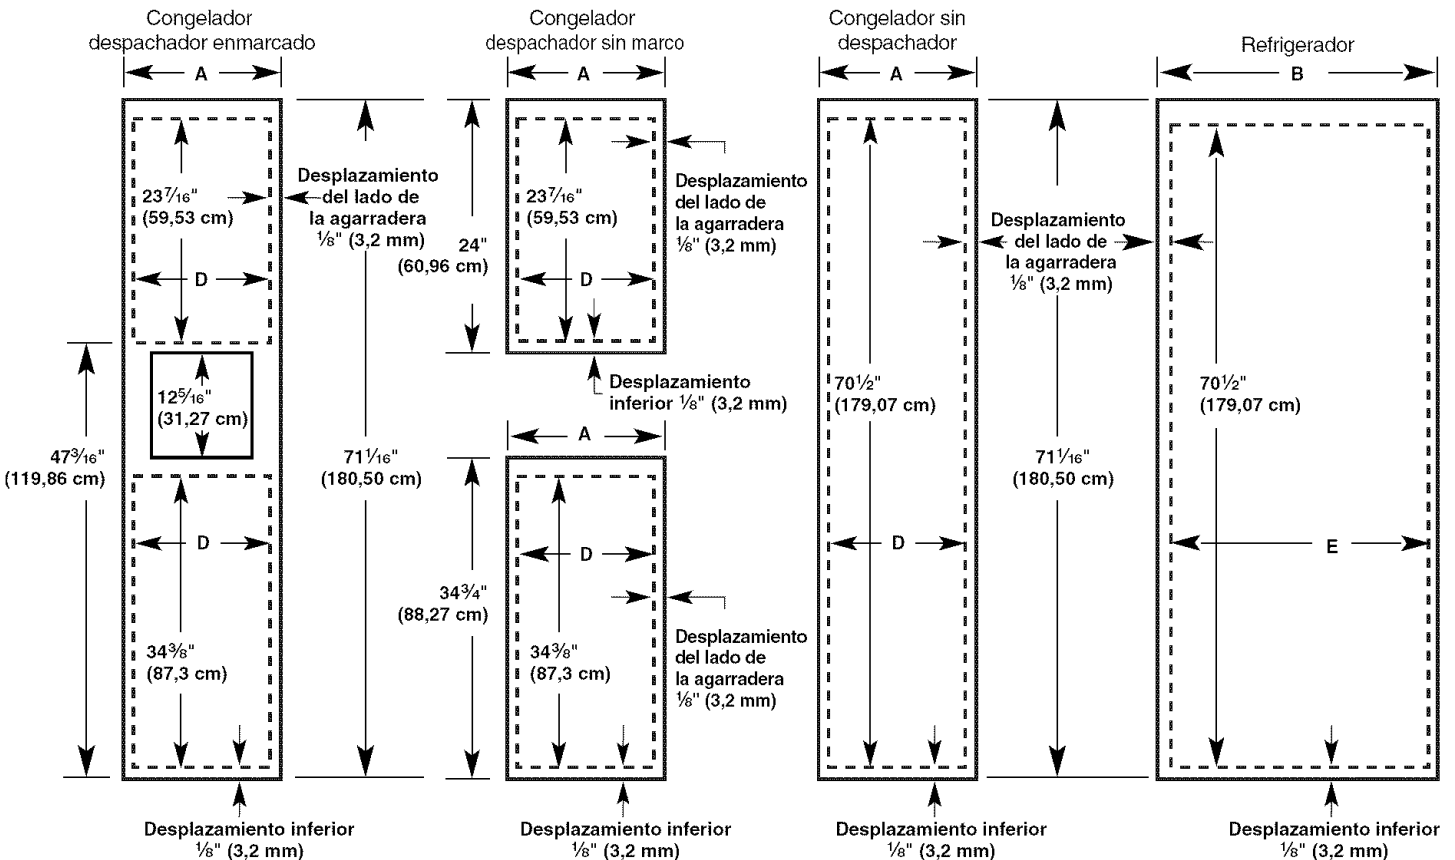 Congelador
despachador enmarcado
A
23⁷⁄₁₆"
(59,53 cm)
Desplazamiento
del lado de
la agarradera
⅛" (3,2 mm)
D
12⁵⁄₁₆"
(31,27 cm)
47³⁄₁₆"
(119,86 cm)
71¹⁄₁₆"
(180,50 cm)
D
34⅜"
(87,3 cm)
Desplazamiento inferior
⅛" (3,2 mm)
Congelador
despachador sin marco
A
23⁷⁄₁₆"
(59,53 cm)
24"
(60,96 cm)
Desplazamiento
del lado de
la agarradera
⅛" (3,2 mm)
D
Desplazamiento
inferior ⅛" (3,2 mm)
A
D
34¾"
(88,27 cm)
34⅜"
(87,3 cm)
Desplazamiento
del lado de
la agarradera
⅛" (3,2 mm)
Desplazamiento inferior
⅛" (3,2 mm)
Congelador sin
despachador
A
Desplazamiento
del lado de
la agarradera
⅛" (3,2 mm)
70½"
(179,07 cm)
71¹⁄₁₆"
(180,50 cm)
D
Desplazamiento inferior
⅛" (3,2 mm)
Refrigerador
B
70½"
(179,07 cm)
E
Desplazamiento inferior
⅛" (3,2 mm)